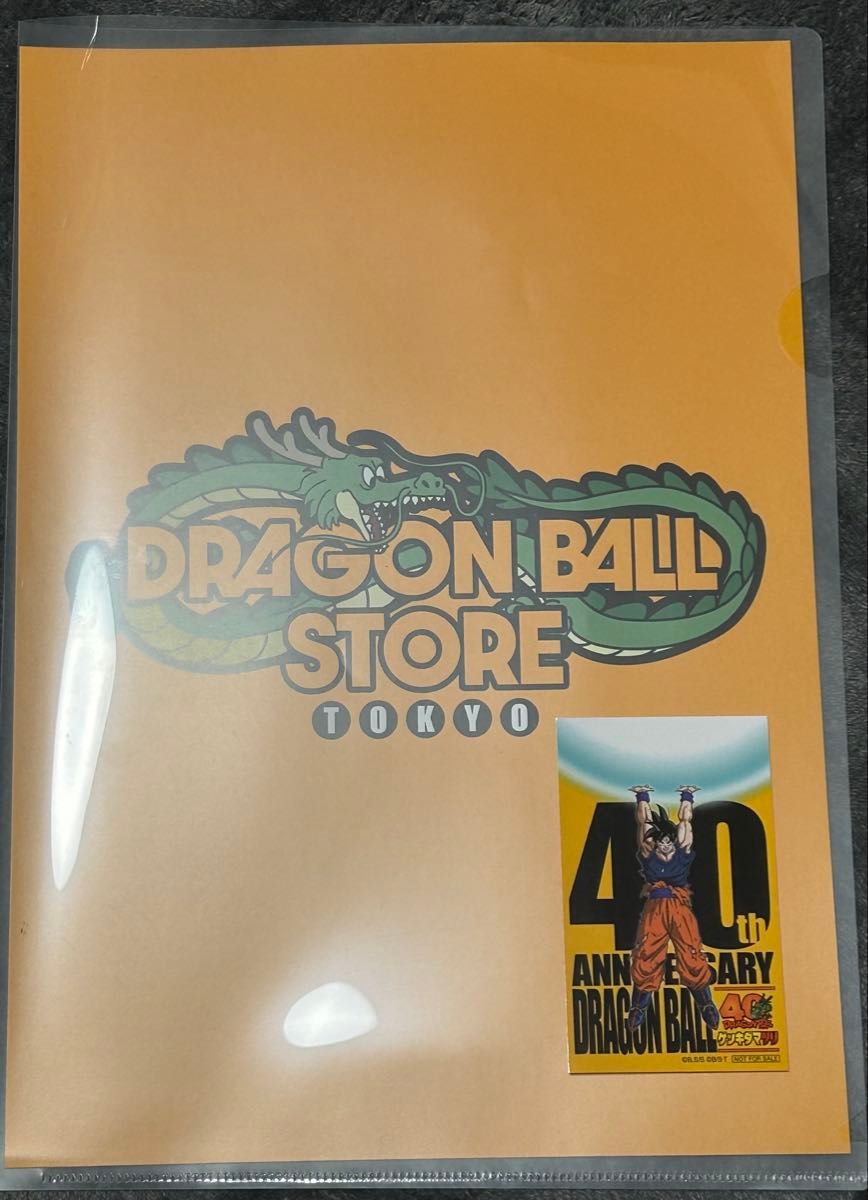 DRAGON BALL
STORE
TOKYO
40th
ANNIVERSARY
DRAGON BALL
40
ゲンキダマツリ
©B.S/S. ©B/S・T
NOT FOR SALE